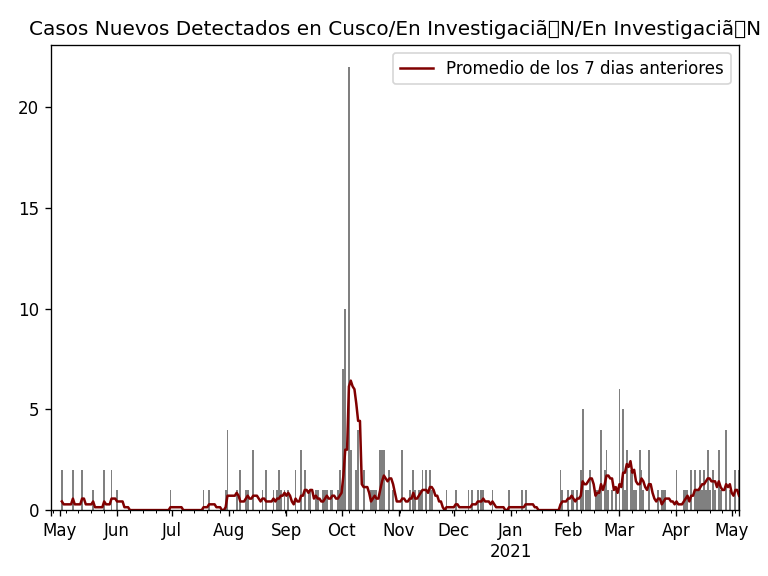 Casos Nuevos Detectados en Cusco/En Investigaciã▯N/En Investigaciã▯N
Promedio de los 7 dias anteriores
20
15
10
5
0
May Jun Jul Aug Sep Oct Nov Dec Jan Feb Mar Apr May
2021